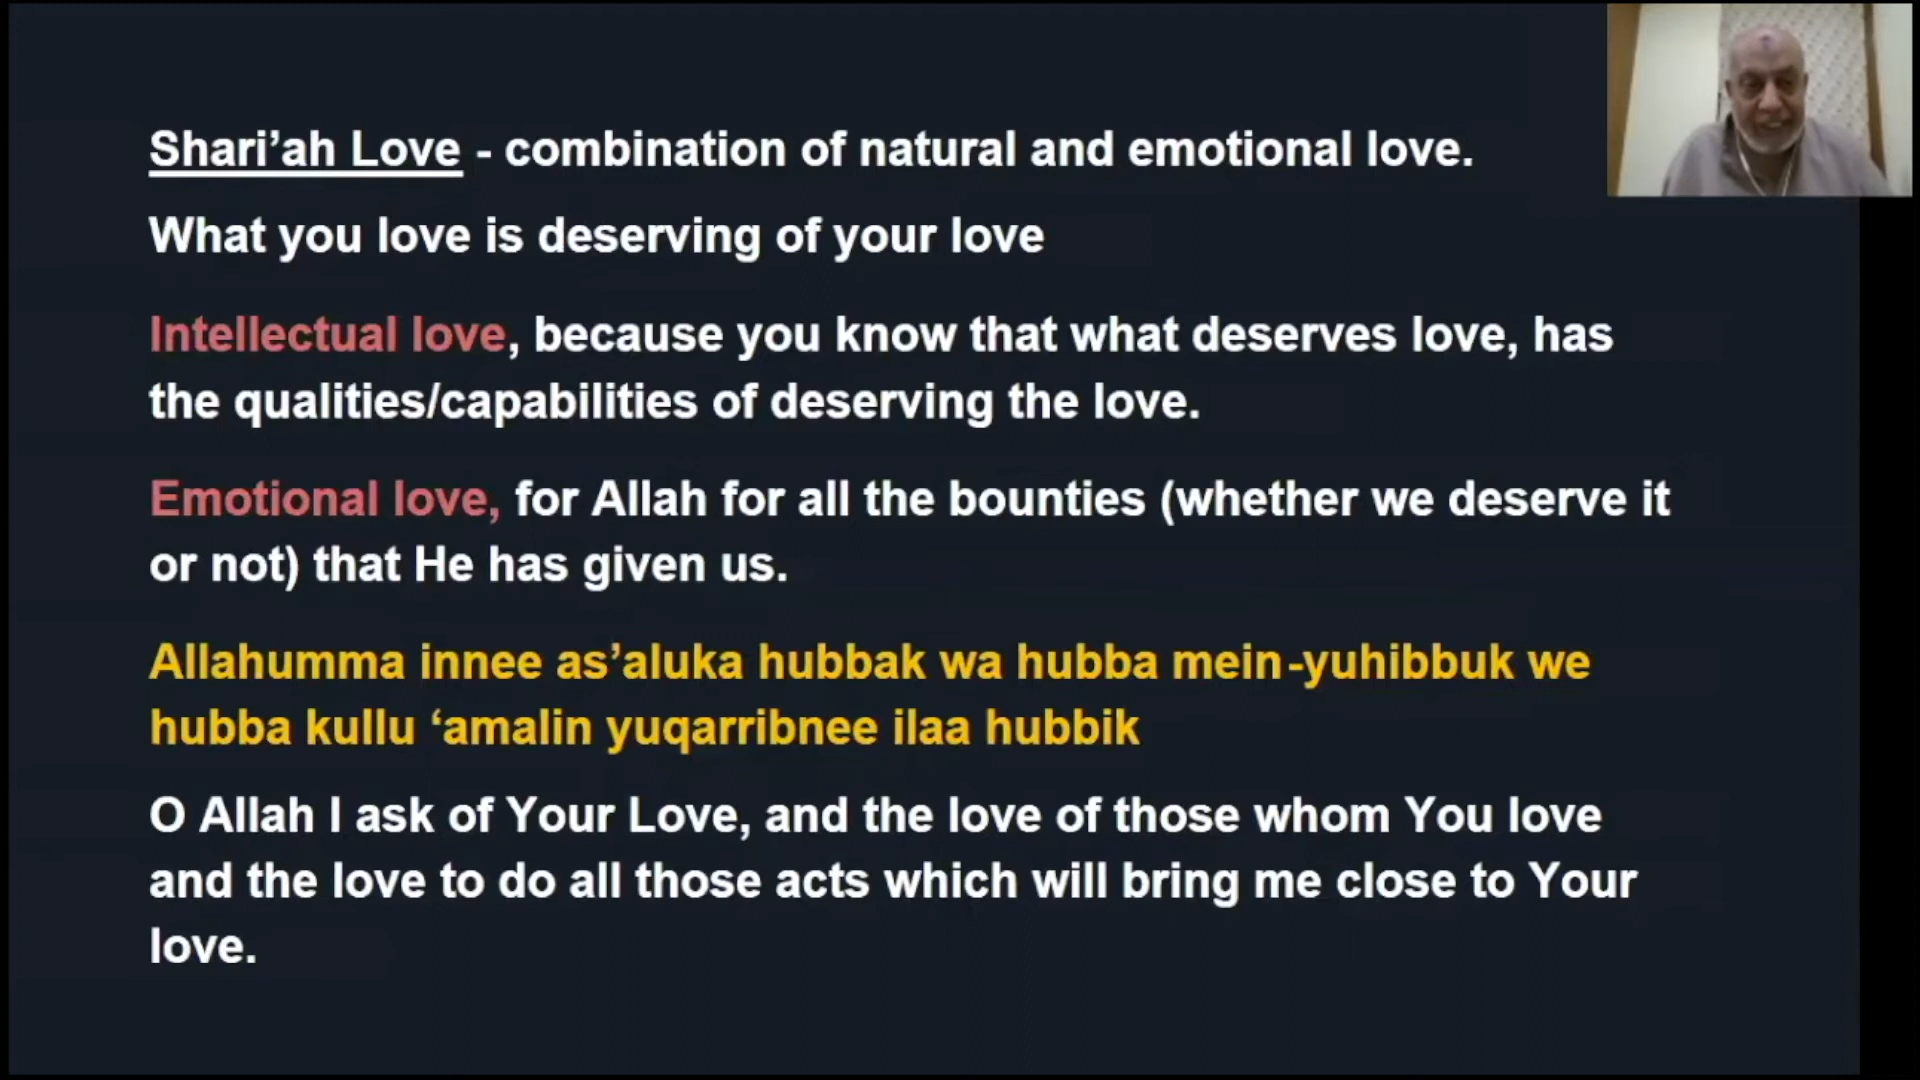 Shari’ah Love - combination of natural and emotional love.
What you love is deserving of your love
Intellectual love, because you know that what deserves love, has
the qualities/capabilities of deserving the love.
Emotional love, for Allah for all the bounties (whether we deserve it
or not) that He has given us.
Allahumma innee as’aluka hubbak wa hubba mein-yuhibbuk we
hubba kullu ‘amalin yuqarribnee ilaa hubbik
O Allah I ask of Your Love, and the love of those whom You love
and the love to do all those acts which will bring me close to Your
love.